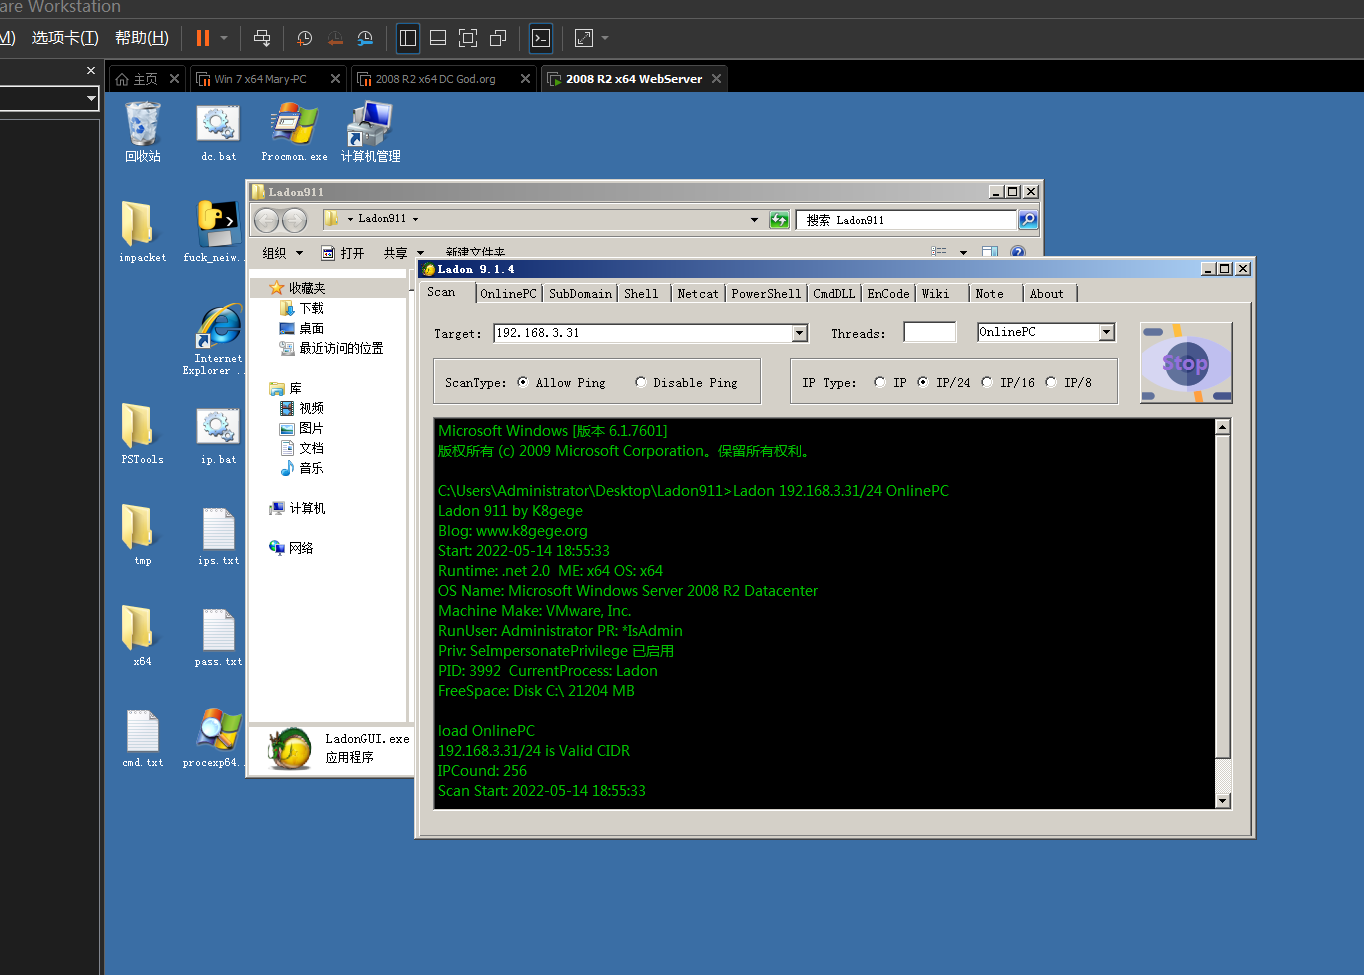 are Workstation
M) 选项卡(T) 帮助(H)
主页
Win 7 x64 Mary-PC
2008 R2 x64 DC God.org
2008 R2 x64 WebServer
回收站
dc.bat
Procmon.exe
计算机管理
impacket
fuck_neiw..
Internet
Explorer ..
PSTools
ip.bat
tmp
ips.txt
x64
pass.txt
cmd.txt
procexp64..
Ladon911
Ladon911
搜索 Ladon911
组织 打开 共享 新建文件夹
收藏夹
下载
桌面
最近访问的位置
库
视频
图片
文档
音乐
计算机
网络
LadonGUI.exe
应用程序
Ladon 9.1.4
Scan OnlinePC SubDomain Shell Netcat PowerShell CmdDLL EnCode Wiki Note About
Target: 192.168.3.31 Threads: OnlinePC
Stop
ScanType: Allow Ping Disable Ping IP Type: IP IP/24 IP/16 IP/8
Microsoft Windows [版本 6.1.7601]
版权所有 (c) 2009 Microsoft Corporation。保留所有权利。
C:\Users\Administrator\Desktop\Ladon911>Ladon 192.168.3.31/24 OnlinePC
Ladon 911 by K8gege
Blog: www.k8gege.org
Start: 2022-05-14 18:55:33
Runtime: .net 2.0 ME: x64 OS: x64
OS Name: Microsoft Windows Server 2008 R2 Datacenter
Machine Make: VMware, Inc.
RunUser: Administrator PR: *IsAdmin
Priv: SeImpersonatePrivilege 已启用
PID: 3992 CurrentProcess: Ladon
FreeSpace: Disk C:\ 21204 MB
load OnlinePC
192.168.3.31/24 is Valid CIDR
IPCound: 256
Scan Start: 2022-05-14 18:55:33